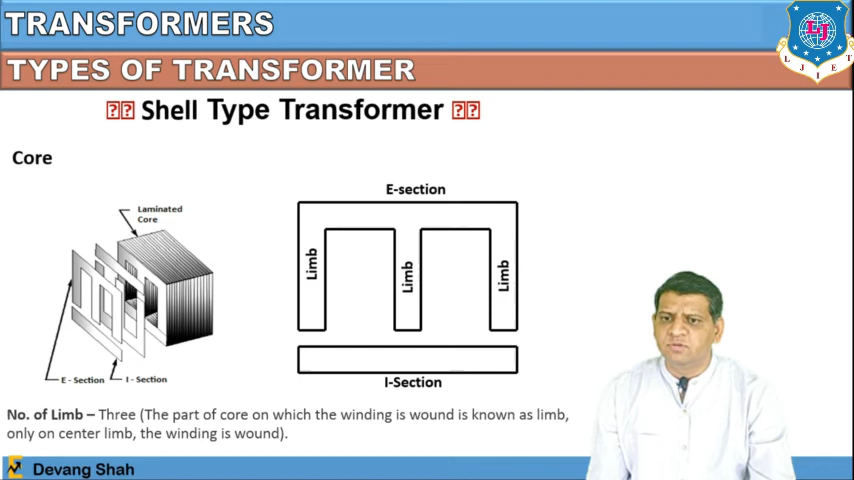 TRANSFORMERS
LJ
L J I E T
TYPES OF TRANSFORMER
Shell Type Transformer
Core
Laminated
Core
E - Section
I - Section
E-section
Limb
Limb
Limb
I-Section
No. of Limb – Three (The part of core on which the winding is wound is known as limb,
only on center limb, the winding is wound).
Devang Shah